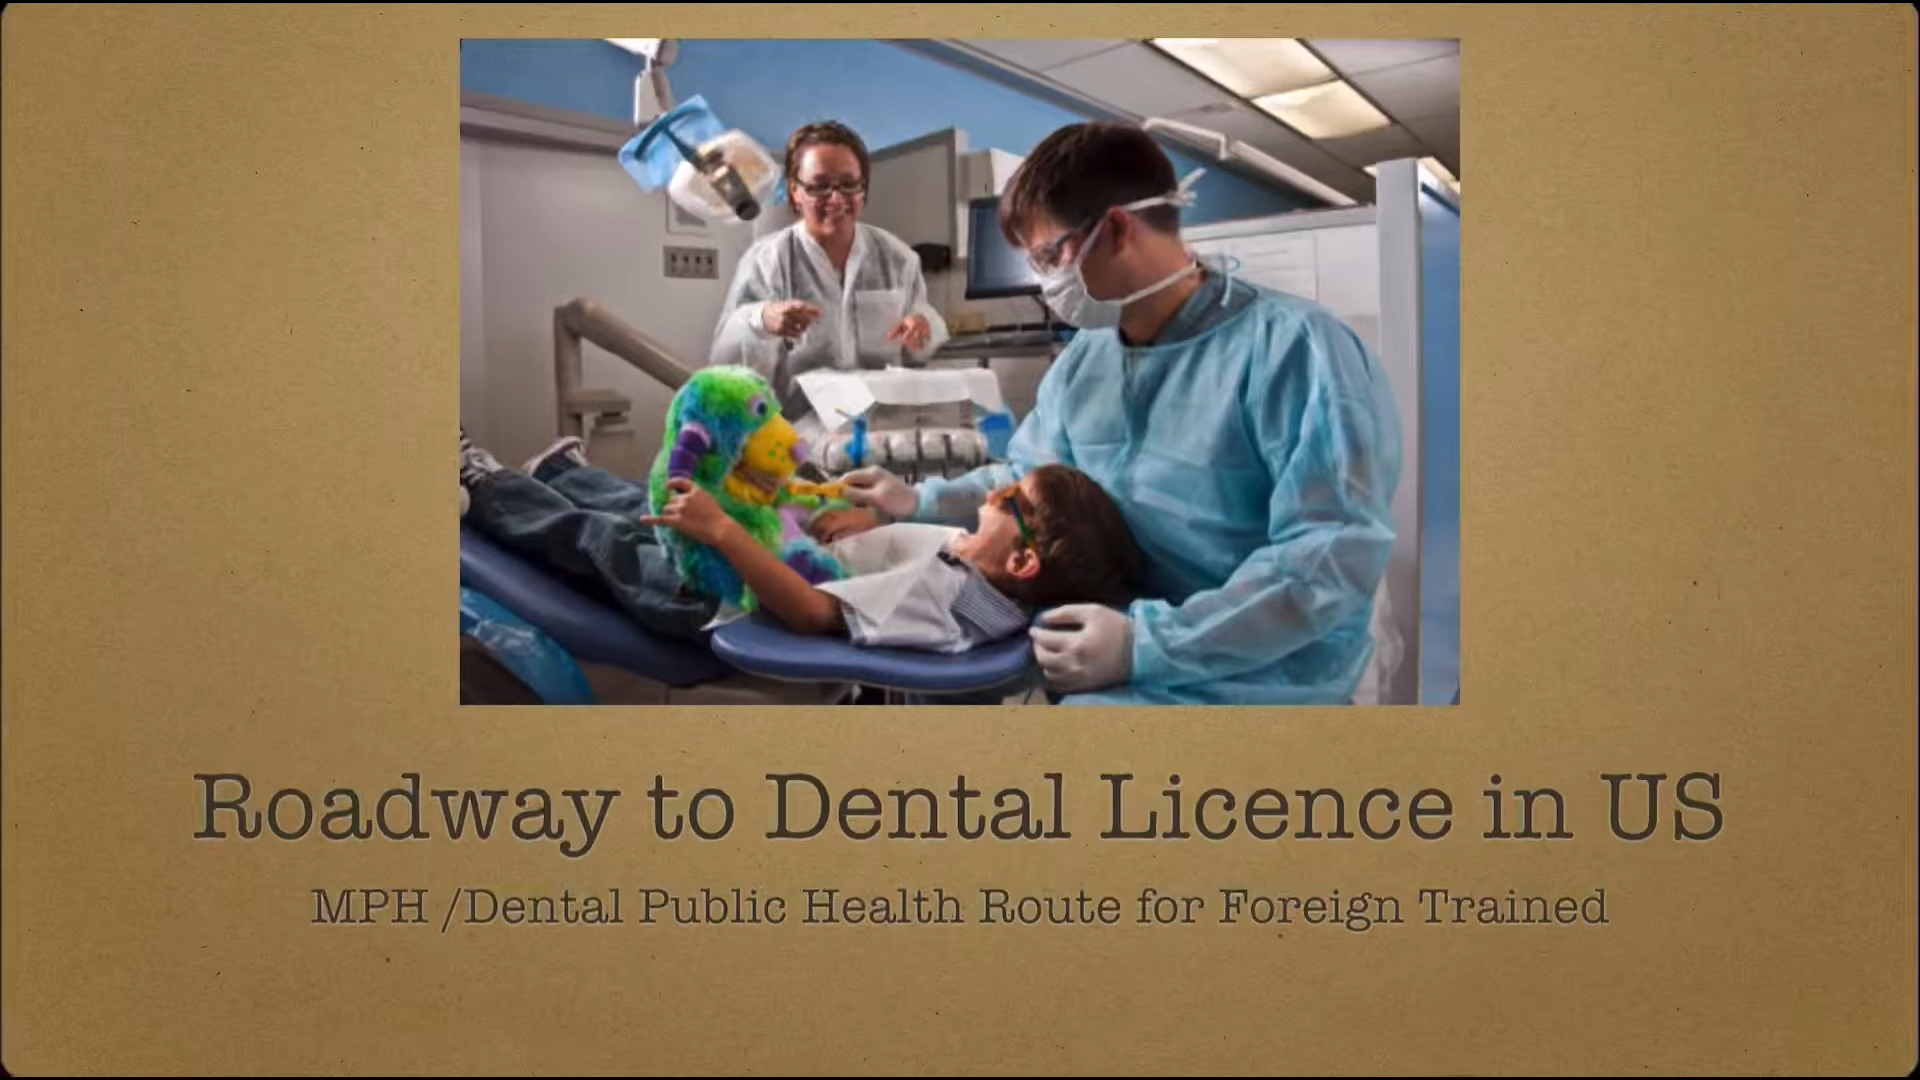 Roadway to Dental Licence in US
MPH /Dental Public Health Route for Foreign Trained